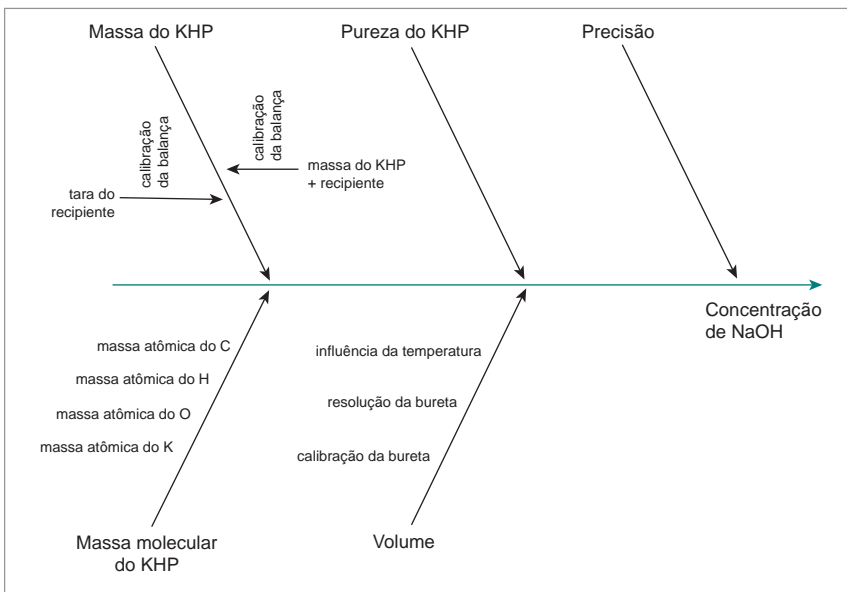 Massa do KHP
Pureza do KHP
Precisão
calibração
da balança
calibração
da balança
massa do KHP
+ recipiente
tara do
recipiente
Concentração
de NaOH
massa atômica do C
massa atômica do H
massa atômica do O
massa atômica do K
influência da temperatura
resolução da bureta
calibração da bureta
Massa molecular
do KHP
Volume